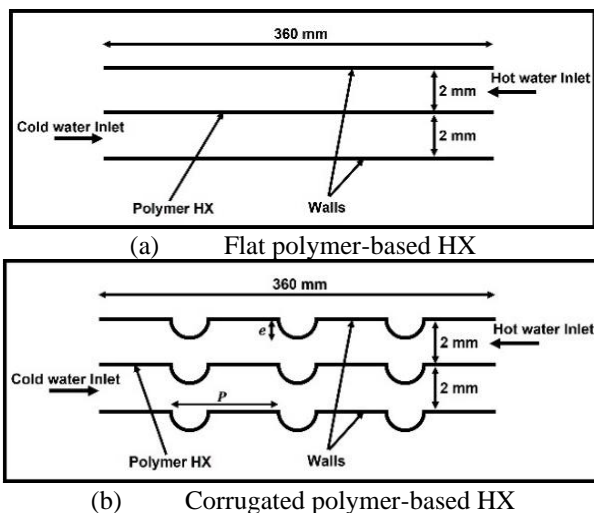 360 mm
Hot water Inlet
2 mm
Cold water Inlet
2 mm
Polymer HX
Walls
(a) Flat polymer-based HX
360 mm
e
Hot water Inlet
2 mm
Cold water Inlet
2 mm
P
Polymer HX
Walls
(b) Corrugated polymer-based HX